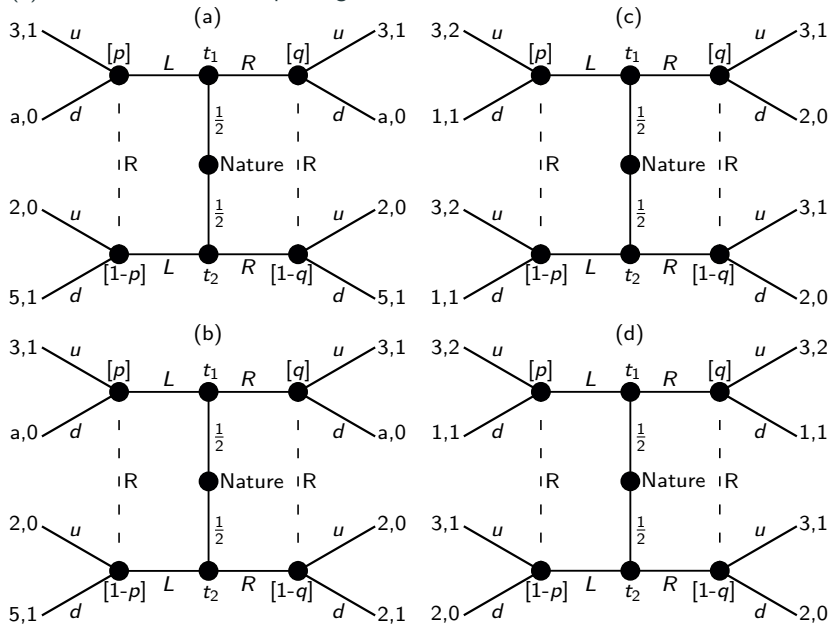 (a) (c)
3,1 u [p] L t1 R [q] u 3,1
a,0 d d a,0
1/2
R Nature R
1/2
2,0 u u 2,0
5,1 d [1-p] L t2 R [1-q] d 5,1
3,2 u [p] L t1 R [q] u 3,1
1,1 d d 2,0
1/2
R Nature R
1/2
3,2 u u 3,1
1,1 d [1-p] L t2 R [1-q] d 2,0
(b) (d)
3,1 u [p] L t1 R [q] u 3,1
a,0 d d a,0
1/2
R Nature R
1/2
2,0 u u 2,0
5,1 d [1-p] L t2 R [1-q] d 2,1
3,2 u [p] L t1 R [q] u 3,2
1,1 d d 1,1
1/2
R Nature R
1/2
3,1 u u 3,1
2,0 d [1-p] L t2 R [1-q] d 2,0